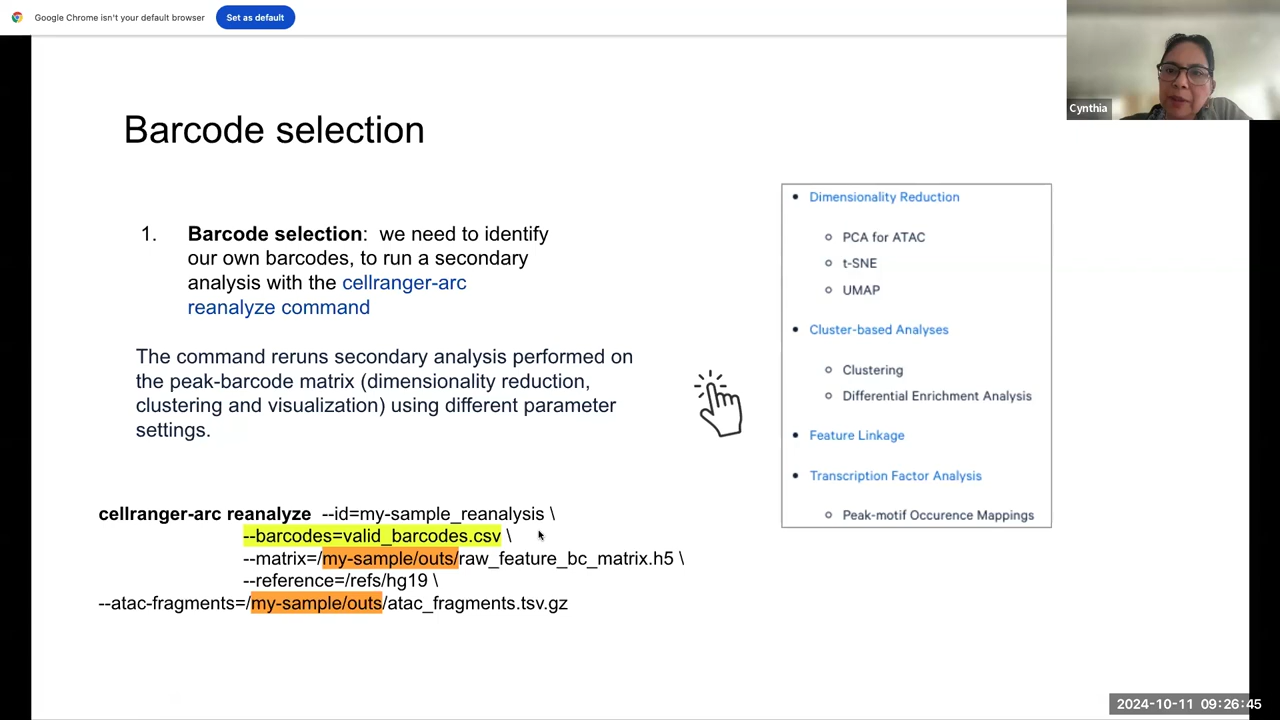 Google Chrome isn't your default browser
Set as default
Cynthia
Barcode selection
1. Barcode selection: we need to identify
our own barcodes, to run a secondary
analysis with the cellranger-arc
reanalyze command
The command reruns secondary analysis performed on
the peak-barcode matrix (dimensionality reduction,
clustering and visualization) using different parameter
settings.
cellranger-arc reanalyze --id=my-sample_reanalysis \
--barcodes=valid_barcodes.csv \
--matrix=/my-sample/outs/raw_feature_bc_matrix.h5 \
--reference=/refs/hg19 \
--atac-fragments=/my-sample/outs/atac_fragments.tsv.gz
• Dimensionality Reduction
○ PCA for ATAC
○ t-SNE
○ UMAP
• Cluster-based Analyses
○ Clustering
○ Differential Enrichment Analysis
• Feature Linkage
• Transcription Factor Analysis
○ Peak-motif Occurence Mappings
2024-10-11 09:26:45